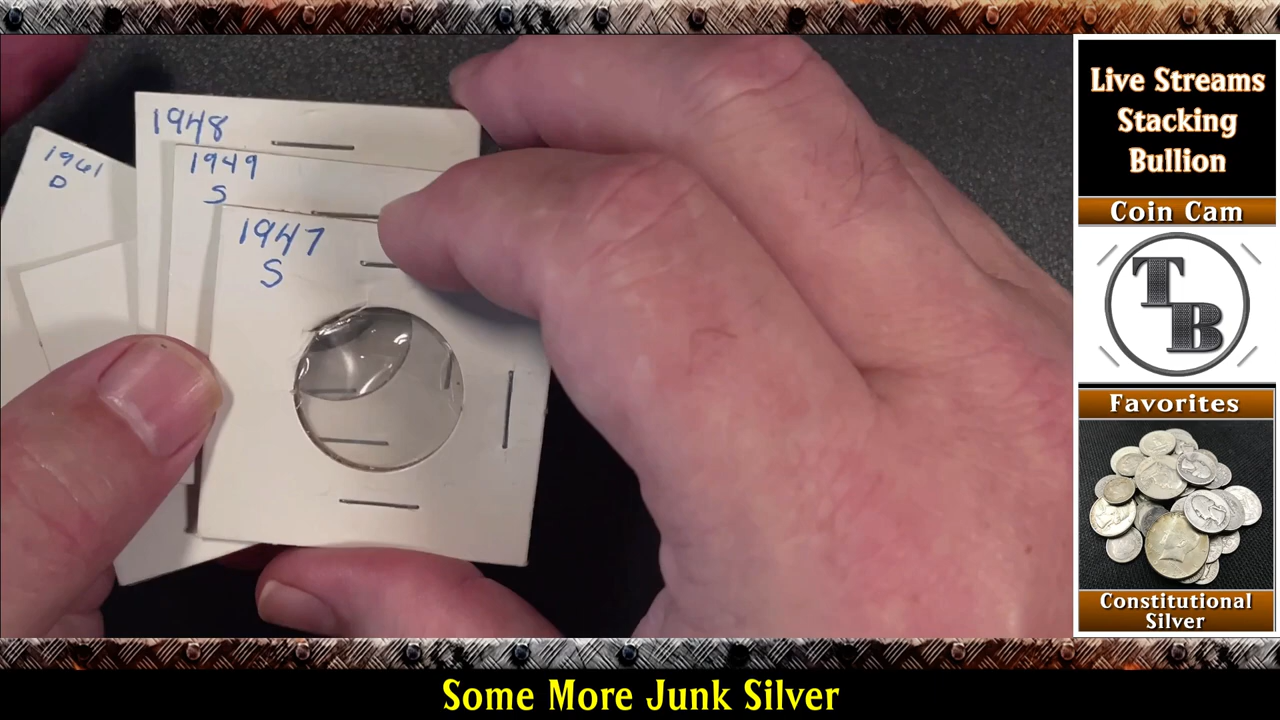 1948
1949
S
1961
D
1947
S
Live Streams
Stacking
Bullion
Coin Cam
TB
Favorites
Constitutional
Silver
Some More Junk Silver